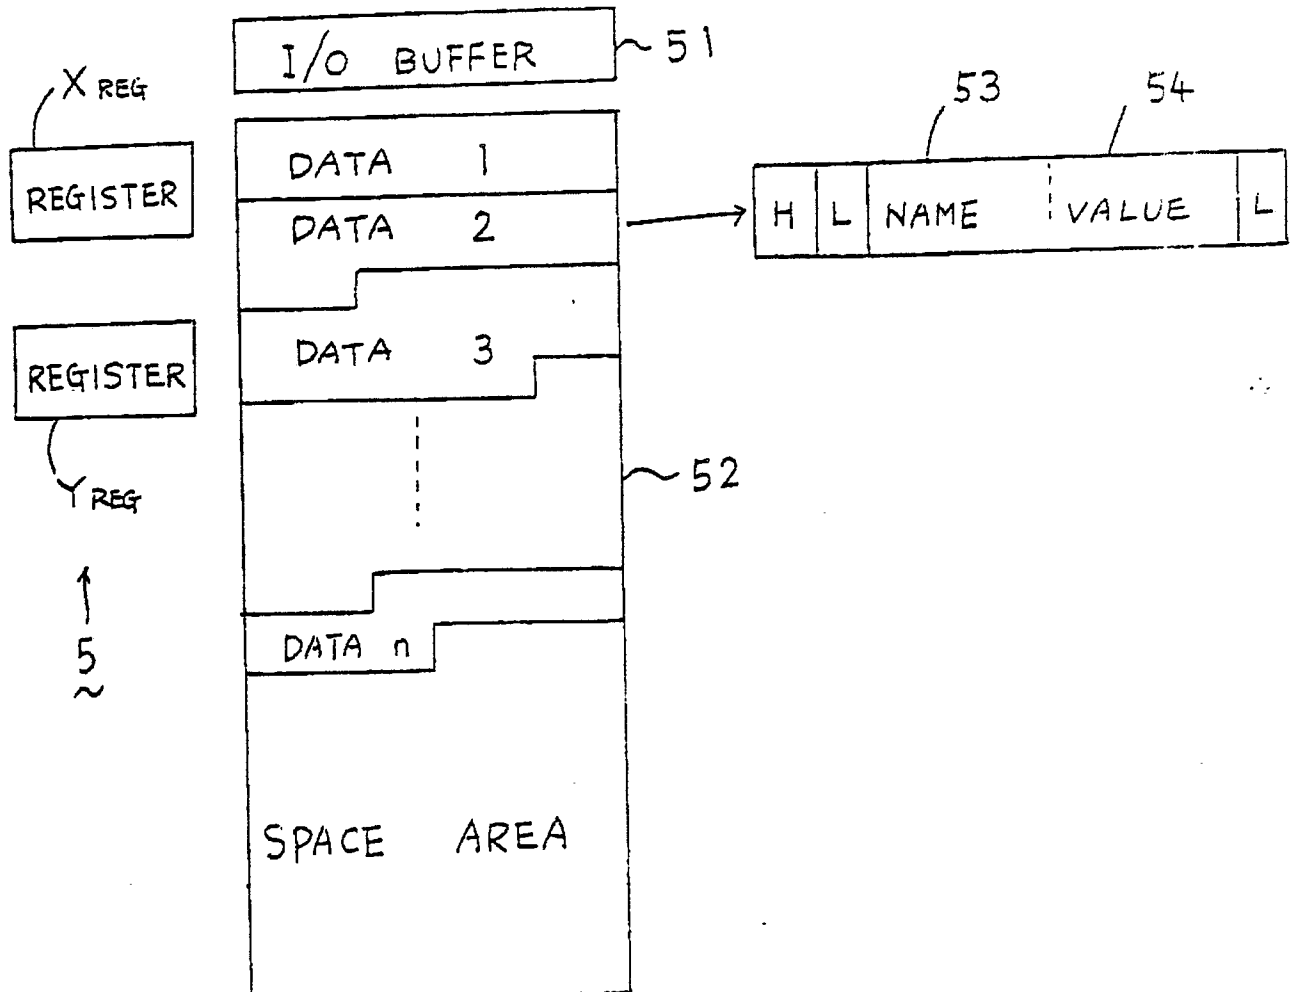 I/O BUFFER
51
X REG
REGISTER
DATA 1
DATA 2
DATA 3
53
54
H L NAME VALUE L
REGISTER
Y REG
52
5
DATA n
SPACE AREA